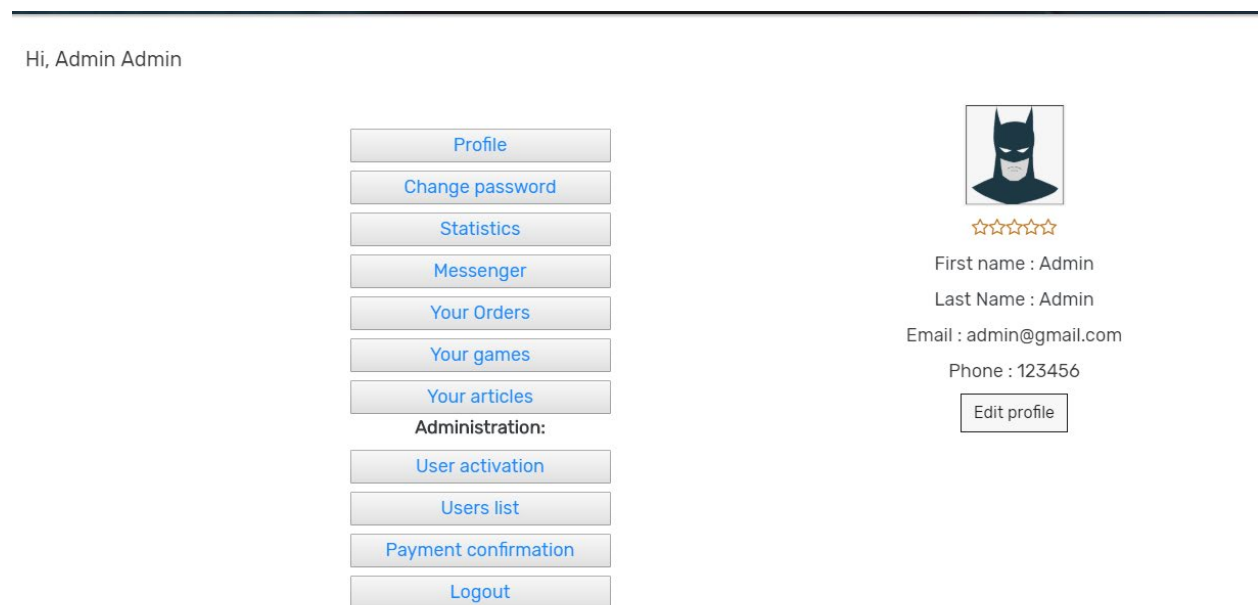 Hi, Admin Admin
Profile
Change password
Statistics
Messenger
Your Orders
Your games
Your articles
Administration:
User activation
Users list
Payment confirmation
Logout
First name : Admin
Last Name : Admin
Email : admin@gmail.com
Phone : 123456
Edit profile